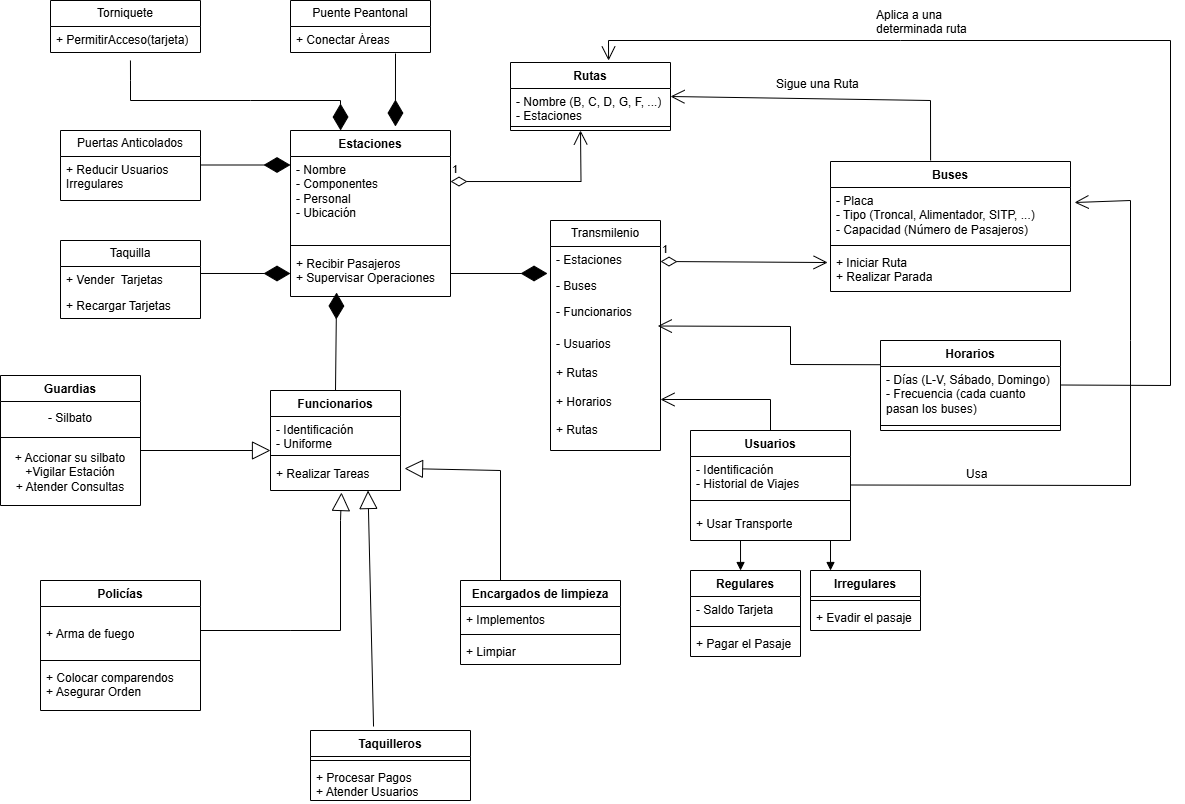 Torniquete
+ PermitirAcceso(tarjeta)
Puente Peantonal
+ Conectar Áreas
Aplica a una
determinada ruta
Rutas
- Nombre (B, C, D, G, F, ...)
- Estaciones
Sigue una Ruta
Puertas Anticolados
+ Reducir Usuarios
Irregulares
Estaciones
- Nombre
- Componentes
- Personal
- Ubicación
+ Recibir Pasajeros
+ Supervisar Operaciones
1
Buses
- Placa
- Tipo (Troncal, Alimentador, SITP, ...)
- Capacidad (Número de Pasajeros)
+ Iniciar Ruta
+ Realizar Parada
Taquilla
+ Vender  Tarjetas
+ Recargar Tarjetas
Transmilenio
- Estaciones
- Buses
- Funcionarios
- Usuarios
+ Rutas
+ Horarios
+ Rutas
1
Horarios
- Días (L-V, Sábado, Domingo)
- Frecuencia (cada cuanto
pasan los buses)
Guardias
- Silbato
+ Accionar su silbato
+Vigilar Estación
+ Atender Consultas
Funcionarios
- Identificación
- Uniforme
+ Realizar Tareas
Usuarios
- Identificación
- Historial de Viajes
+ Usar Transporte
Usa
Policías
+ Arma de fuego
+ Colocar comparendos
+ Asegurar Orden
Encargados de limpieza
+ Implementos
+ Limpiar
Regulares
- Saldo Tarjeta
+ Pagar el Pasaje
Irregulares
+ Evadir el pasaje
Taquilleros
+ Procesar Pagos
+ Atender Usuarios